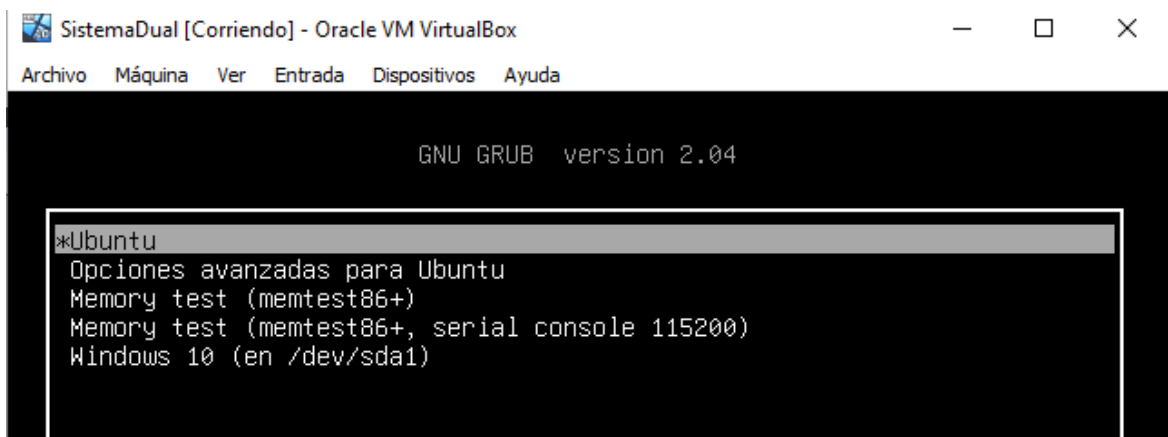 SistemaDual [Corriendo] - Oracle VM VirtualBox
Archivo Máquina Ver Entrada Dispositivos Ayuda
GNU GRUB version 2.04
*Ubuntu
Opciones avanzadas para Ubuntu
Memory test (memtest86+)
Memory test (memtest86+, serial console 115200)
Windows 10 (en /dev/sda1)